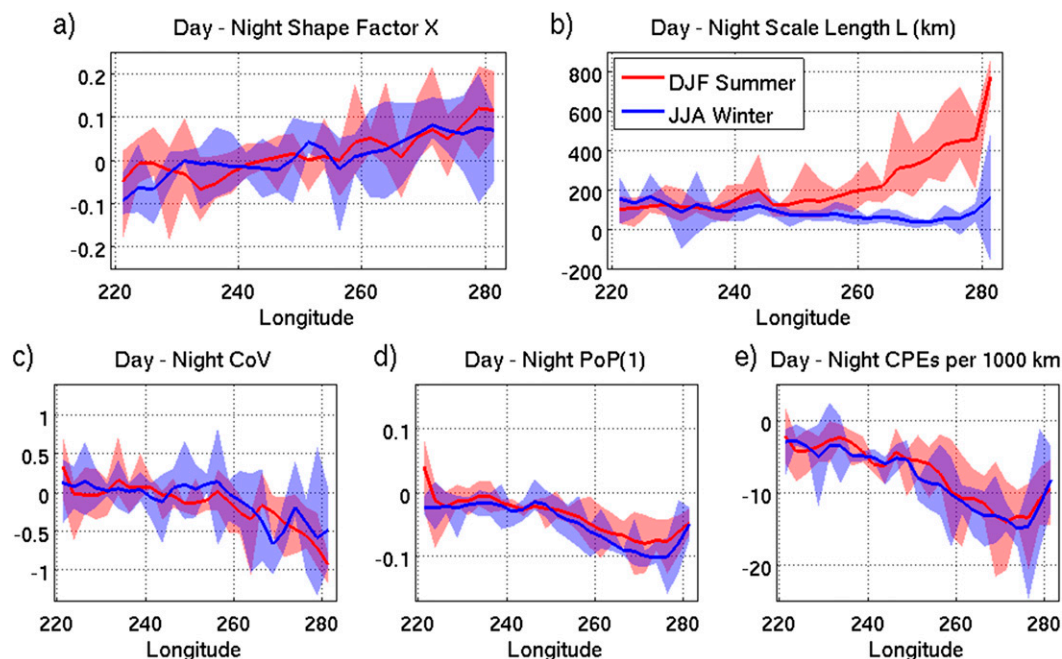 a) Day - Night Shape Factor X
0.2
0.1
0
-0.1
-0.2
220 240 260 280
Longitude
b) Day - Night Scale Length L (km)
DJF Summer
JJA Winter
800
600
400
200
0
-200
220 240 260 280
Longitude
c) Day - Night CoV
1
0.5
0
-0.5
-1
220 240 260 280
Longitude
d) Day - Night PoP(1)
0.1
0
-0.1
220 240 260 280
Longitude
e) Day - Night CPEs per 1000 km
0
-10
-20
220 240 260 280
Longitude